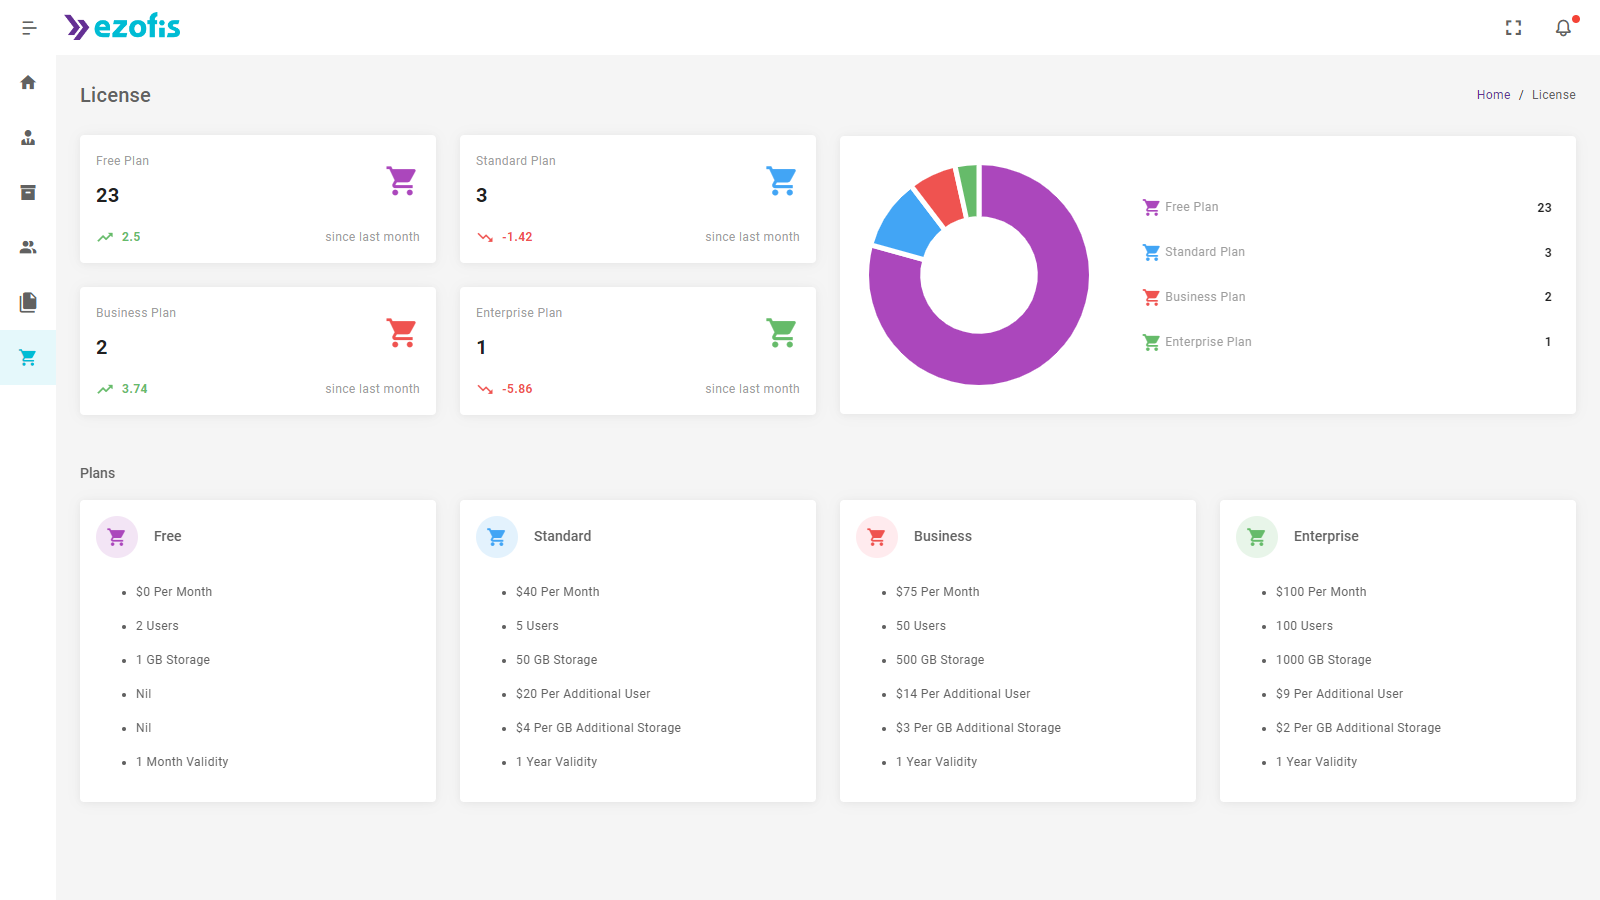 ezofis
License
Home / License
Free Plan
23
2.5 since last month
Standard Plan
3
-1.42 since last month
Business Plan
2
3.74 since last month
Enterprise Plan
1
-5.86 since last month
Free Plan 23
Standard Plan 3
Business Plan 2
Enterprise Plan 1
Plans
Free
• $0 Per Month
• 2 Users
• 1 GB Storage
• Nil
• Nil
• 1 Month Validity
Standard
• $40 Per Month
• 5 Users
• 50 GB Storage
• $20 Per Additional User
• $4 Per GB Additional Storage
• 1 Year Validity
Business
• $75 Per Month
• 50 Users
• 500 GB Storage
• $14 Per Additional User
• $3 Per GB Additional Storage
• 1 Year Validity
Enterprise
• $100 Per Month
• 100 Users
• 1000 GB Storage
• $9 Per Additional User
• $2 Per GB Additional Storage
• 1 Year Validity